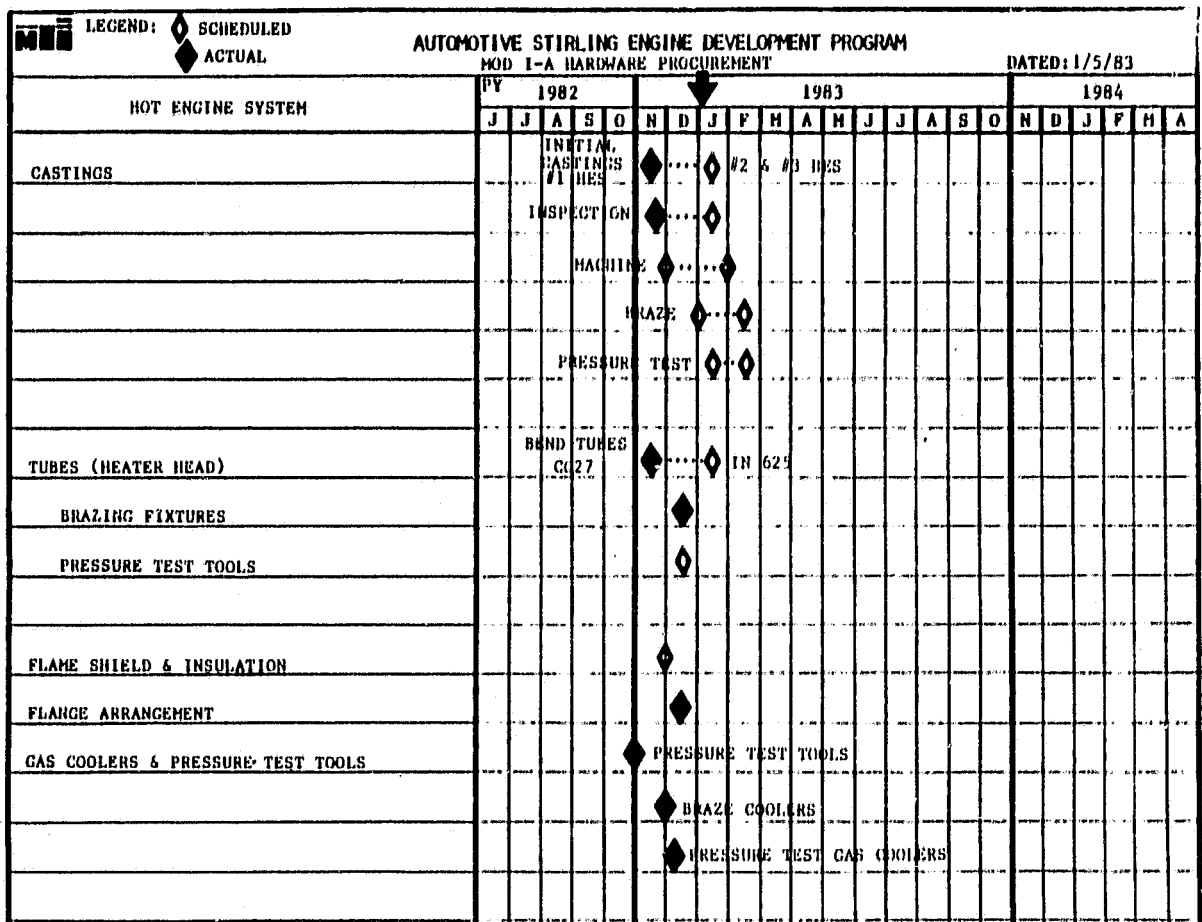 MTI LEGEND: SCHEDULED
ACTUAL
AUTOMOTIVE STIRLING ENGINE DEVELOPMENT PROGRAM
MOD I-A HARDWARE PROCUREMENT
DATED: 1/5/83
HOT ENGINE SYSTEM
PY 1982 1983 1984
J J A S O N D J F M A M J J A S O N D J F M A
INITIAL
CASTINGS
#1 HES
CASTINGS
#2 & #3 HES
INSPECTION
MACHINE
BRAZE
PRESSURE TEST
BEND TUBES
TUBES (HEATER HEAD) CG27 IN 625
BRAZING FIXTURES
PRESSURE TEST TOOLS
FLAME SHIELD & INSULATION
FLANGE ARRANGEMENT
GAS COOLERS & PRESSURE TEST TOOLS PRESSURE TEST TOOLS
BRAZE COOLERS
PRESSURE TEST GAS COOLERS